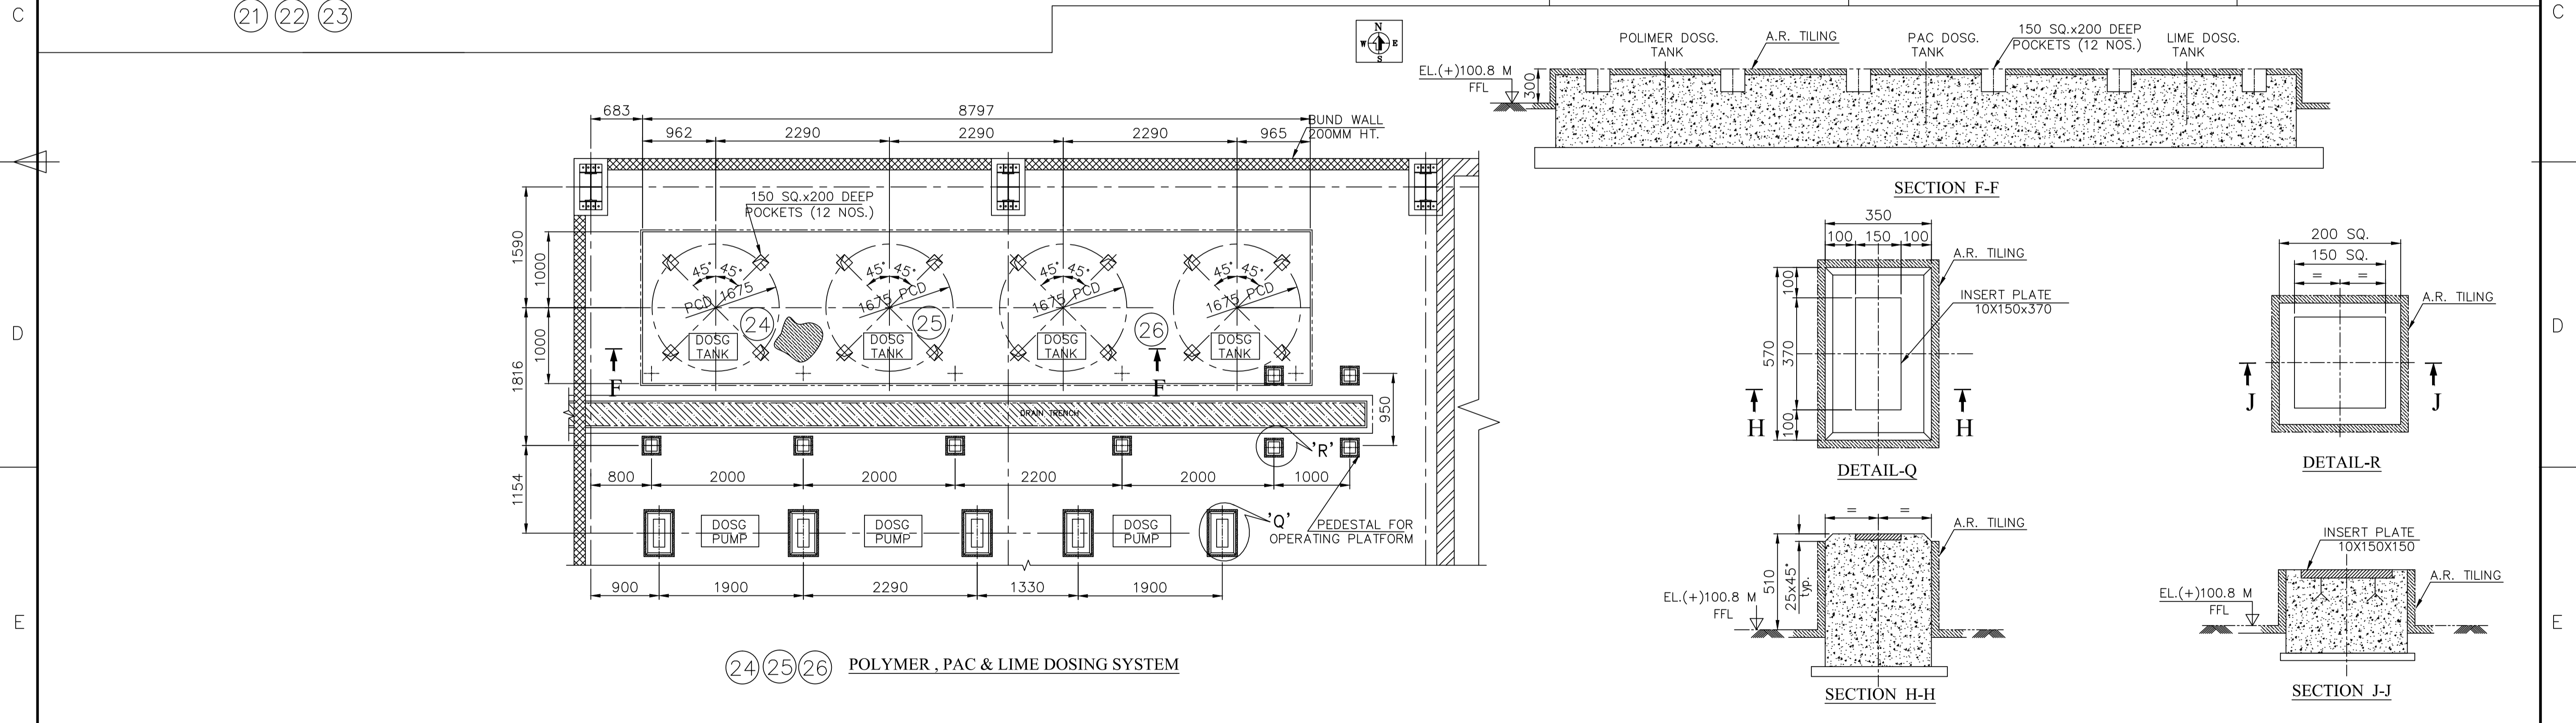 C
21 22 23
N
W E
S
C
POLIMER DOSG.
TANK
A.R. TILING
PAC DOSG.
TANK
150 SQ.x200 DEEP
POCKETS (12 NOS.)
LIME DOSG.
TANK
EL.(+)100.8 M
FFL
300
SECTION F-F
683
8797
962
2290
2290
2290
965
BUND WALL
200MM HT.
150 SQ.x200 DEEP
POCKETS (12 NOS.)
1590
1000
1000
1816
1154
45° 45°
PCD 1675
45° 45°
1675 PCD
45° 45°
1675 PCD
45° 45°
1675 PCD
24
25
26
DOSG
TANK
DOSG
TANK
DOSG
TANK
DOSG
TANK
F
F
DRAIN TRENCH
950
'R'
800
2000
2000
2200
2000
1000
DOSG
PUMP
DOSG
PUMP
DOSG
PUMP
'Q'
PEDESTAL FOR
OPERATING PLATFORM
900
1900
2290
1330
1900
24 25 26 POLYMER , PAC & LIME DOSING SYSTEM
D
350
100
150
100
A.R. TILING
INSERT PLATE
10X150x370
570
100
370
100
H
H
DETAIL-Q
200 SQ.
150 SQ.
= =
A.R. TILING
J
J
DETAIL-R
D
= =
A.R. TILING
510
25x45°
typ.
EL.(+)100.8 M
FFL
SECTION H-H
INSERT PLATE
10X150X150
A.R. TILING
EL.(+)100.8 M
FFL
SECTION J-J
E
E